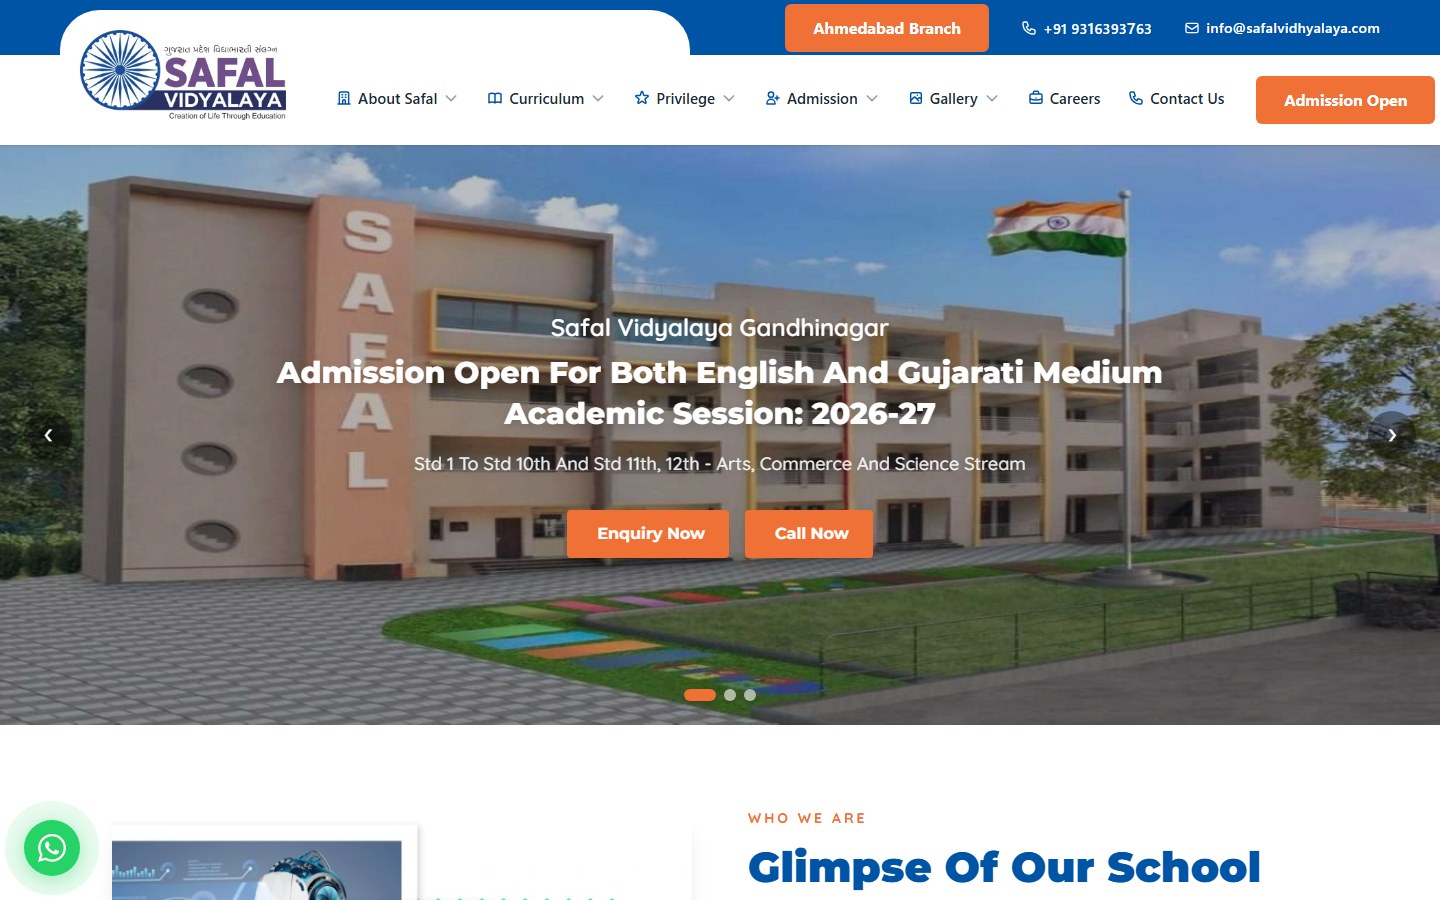 Ahmedabad Branch
+91 9316393763
info@safalvidhyalaya.com
ગુજરાત પ્રદેશ વિદ્યાભારતી સંલગ્ન
SAFAL
VIDYALAYA
Creation of Life Through Education
About Safal
Curriculum
Privilege
Admission
Gallery
Careers
Contact Us
Admission Open
SAFAL
Safal Vidyalaya Gandhinagar
Admission Open For Both English And Gujarati Medium
Academic Session: 2026-27
Std 1 To Std 10th And Std 11th, 12th - Arts, Commerce And Science Stream
Enquiry Now
Call Now
WHO WE ARE
Glimpse Of Our School